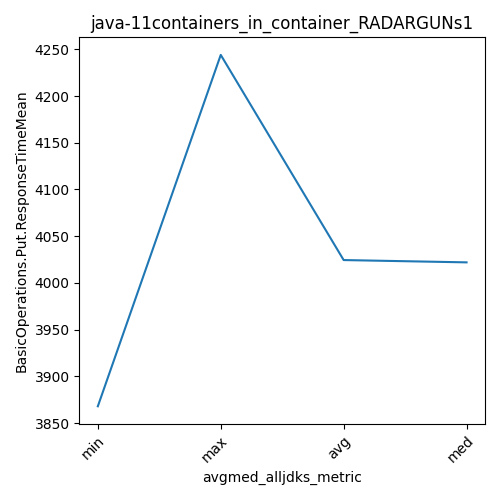 java-11containers_in_container_RADARGUNs1
BasicOperations.Put.ResponseTimeMean
4250
4200
4150
4100
4050
4000
3950
3900
3850
min
max
avg
med
avgmed_alljdks_metric